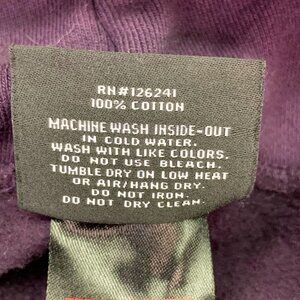 RN#126241
100% COTTON
MACHINE WASH INSIDE-OUT
IN COLD WATER.
WASH WITH LIKE COLORS.
DO NOT USE BLEACH.
TUMBLE DRY ON LOW HEAT
OR AIR/HANG DRY.
DO NOT IRON.
DO NOT DRY CLEAN.